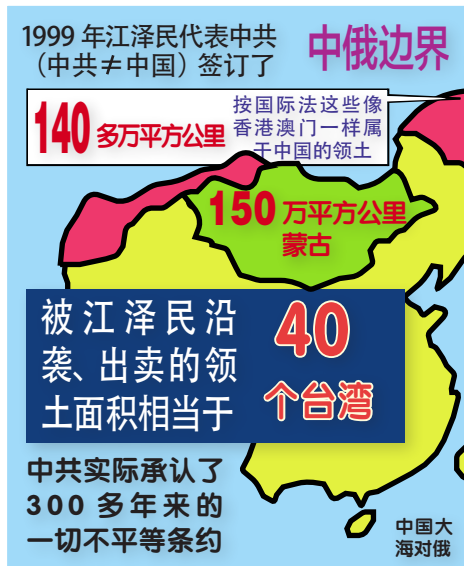 1999 年江泽民代表中共
（中共≠中国）签订了
中俄边界
140 多万平方公里
按国际法这些像
香港澳门一样属
于中国的领土
150 万平方公里
蒙古
被江泽民沿
袭、出卖的领
土面积相当于
40
个台湾
中共实际承认了
300 多年来的
一切不平等条约
中国大
海对俄